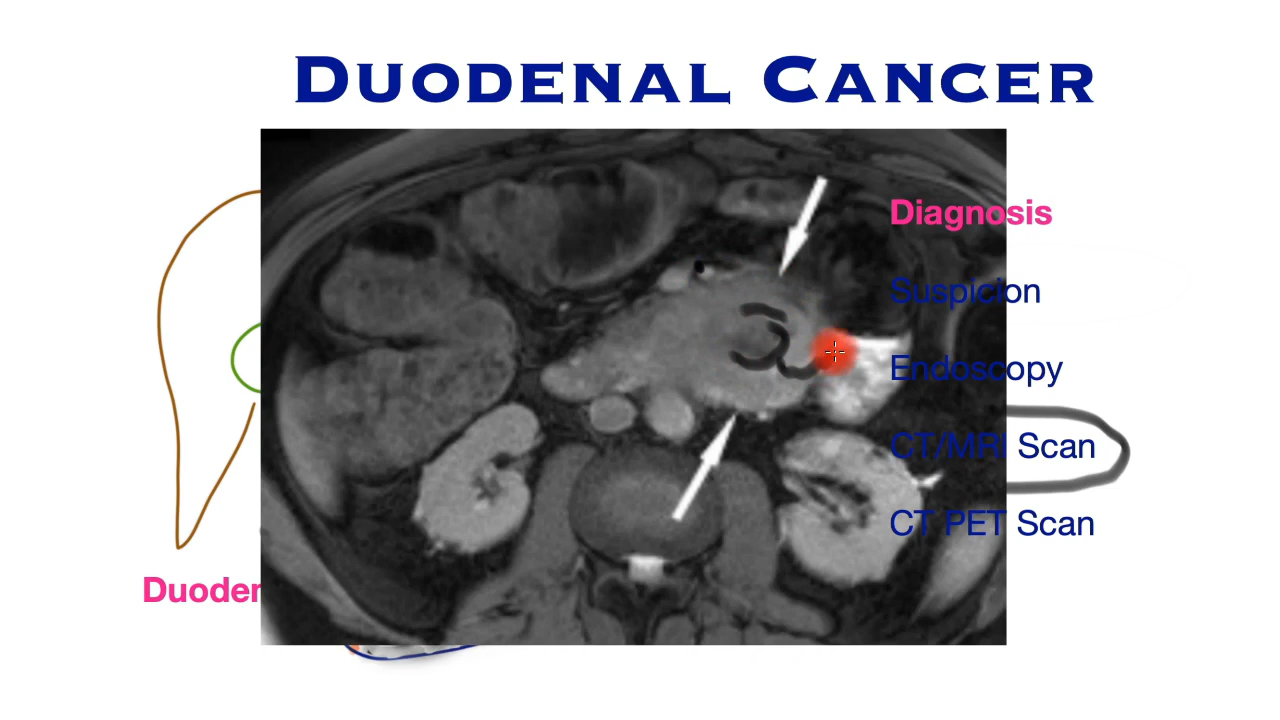 DUODENAL CANCER
Diagnosis
Suspicion
Endoscopy
CT/MRI Scan
CT PET Scan
Duoden